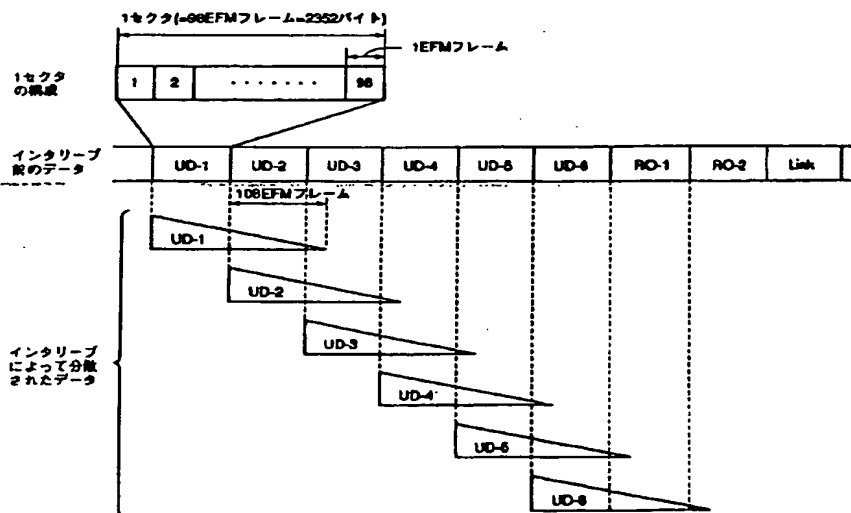 1セクタ(=98EFMフレーム=2352バイト)
1EFMフレーム
1セクタ
の構成
1 2 ・・・・・・・ 98
インタリーブ
前のデータ
UD-1 UD-2 UD-3 UD-4 UD-5 UD-6 RO-1 RO-2 Link
108EFMフレーム
UD-1
UD-2
UD-3
UD-4
UD-5
UD-6
インタリーブ
によって分散
されたデータ